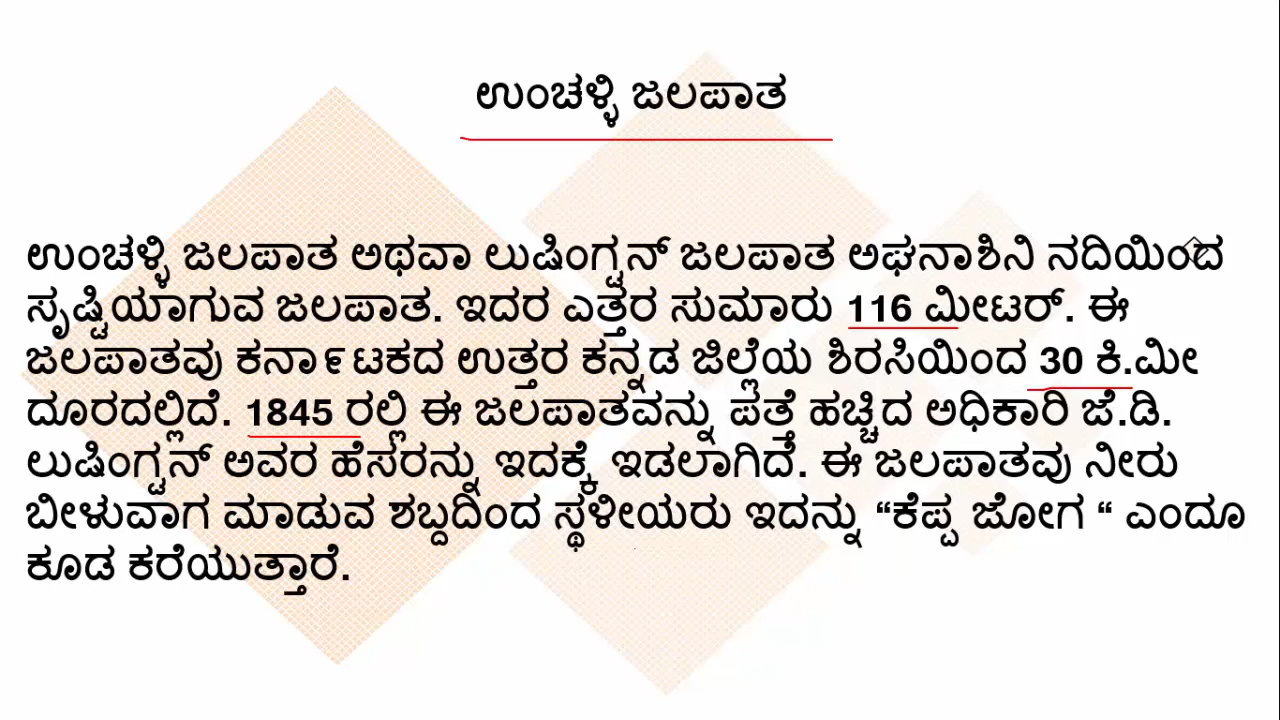 ಉಂಚಳ್ಳಿ ಜಲಪಾತ
ಉಂಚಳ್ಳಿ ಜಲಪಾತ ಅಥವಾ ಲುಷಿಂಗ್ಟನ್ ಜಲಪಾತ ಅಘನಾಶಿನಿ ನದಿಯಿಂದ
ಸೃಷ್ಟಿಯಾಗುವ ಜಲಪಾತ. ಇದರ ಎತ್ತರ ಸುಮಾರು 116 ಮೀಟರ್. ಈ
ಜಲಪಾತವು ಕನಾ೯ಟಕದ ಉತ್ತರ ಕನ್ನಡ ಜಿಲ್ಲೆಯ ಶಿರಸಿಯಿಂದ 30 ಕಿ.ಮೀ
ದೂರದಲ್ಲಿದೆ. 1845 ರಲ್ಲಿ ಈ ಜಲಪಾತವನ್ನು ಪತ್ತೆ ಹಚ್ಚಿದ ಅಧಿಕಾರಿ ಜೆ.ಡಿ.
ಲುಷಿಂಗ್ಟನ್ ಅವರ ಹೆಸರನ್ನು ಇದಕ್ಕೆ ಇಡಲಾಗಿದೆ. ಈ ಜಲಪಾತವು ನೀರು
ಬೀಳುವಾಗ ಮಾಡುವ ಶಬ್ದದಿಂದ ಸ್ಥಳೀಯರು ಇದನ್ನು “ಕೆಪ್ಪ ಜೋಗ “ ಎಂದೂ
ಕೂಡ ಕರೆಯುತ್ತಾರೆ.